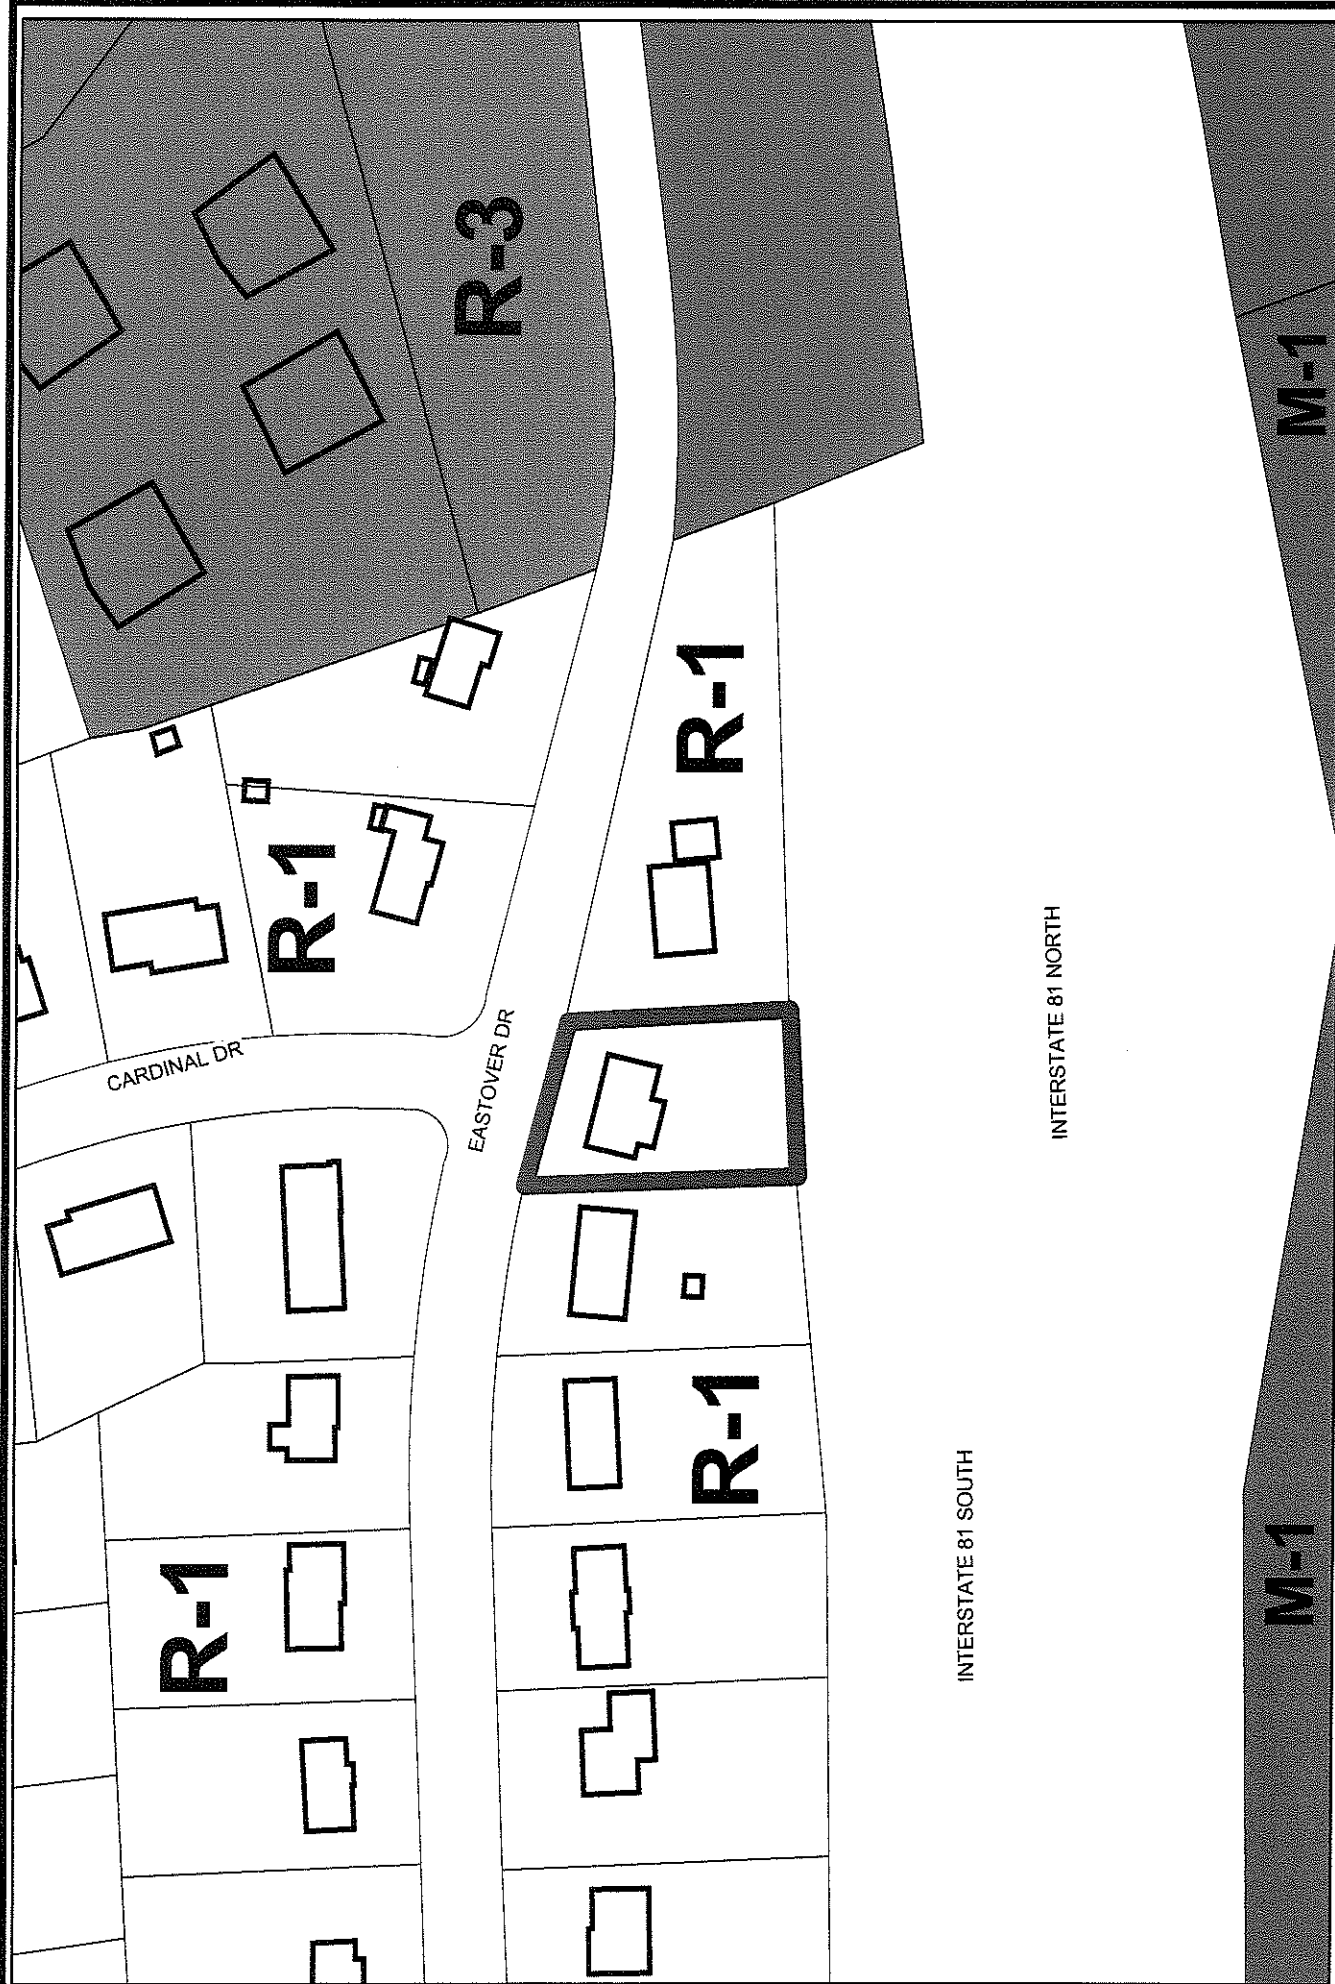 R-3
M-1
R-1
R-1
CARDINAL DR
EASTOVER DR
INTERSTATE 81 NORTH
R-1
R-1
INTERSTATE 81 SOUTH
M-1